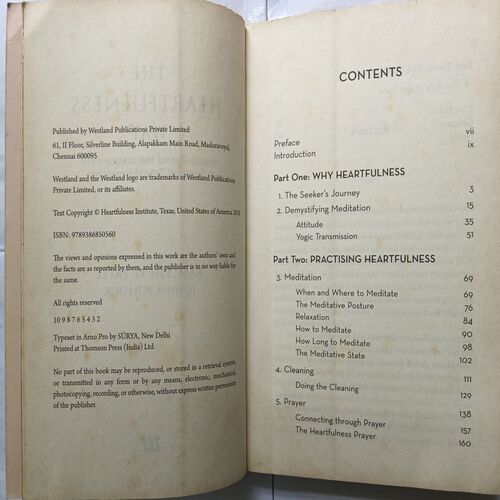 Published by Westland Publications Private Limited
61, II Floor, Silverline Building, Alapakkam Main Road, Maduravoyal,
Chennai 600095
Westland and the Westland logo are trademarks of Westland Publications
Private Limited, or its affiliates.
Text Copyright © Heartfulness Institute, Texas, United States of America 2018
ISBN: 9789386850560
The views and opinions expressed in this work are the authors' own and
the facts are as reported by them, and the publisher is in no way liable for
the same.
All rights reserved
10 9 8 7 6 5 4 3 2
Typeset in Arno Pro by SŪRYA, New Delhi
Printed at Thomson Press (India) Ltd.
No part of this book may be reproduced, or stored in a retrieval system,
or transmitted in any form or by any means, electronic, mechanical,
photocopying, recording, or otherwise, without express written permission
of the publisher.
CONTENTS
Preface vii
Introduction ix
Part One: WHY HEARTFULNESS
1. The Seeker's Journey 3
2. Demystifying Meditation 15
Attitude 35
Yogic Transmission 51
Part Two: PRACTISING HEARTFULNESS
3. Meditation 69
When and Where to Meditate 69
The Meditative Posture 76
Relaxation 84
How to Meditate 90
How Long to Meditate 98
The Meditative State 102
4. Cleaning 111
Doing the Cleaning 129
5. Prayer 138
Connecting through Prayer 157
The Heartfulness Prayer 160